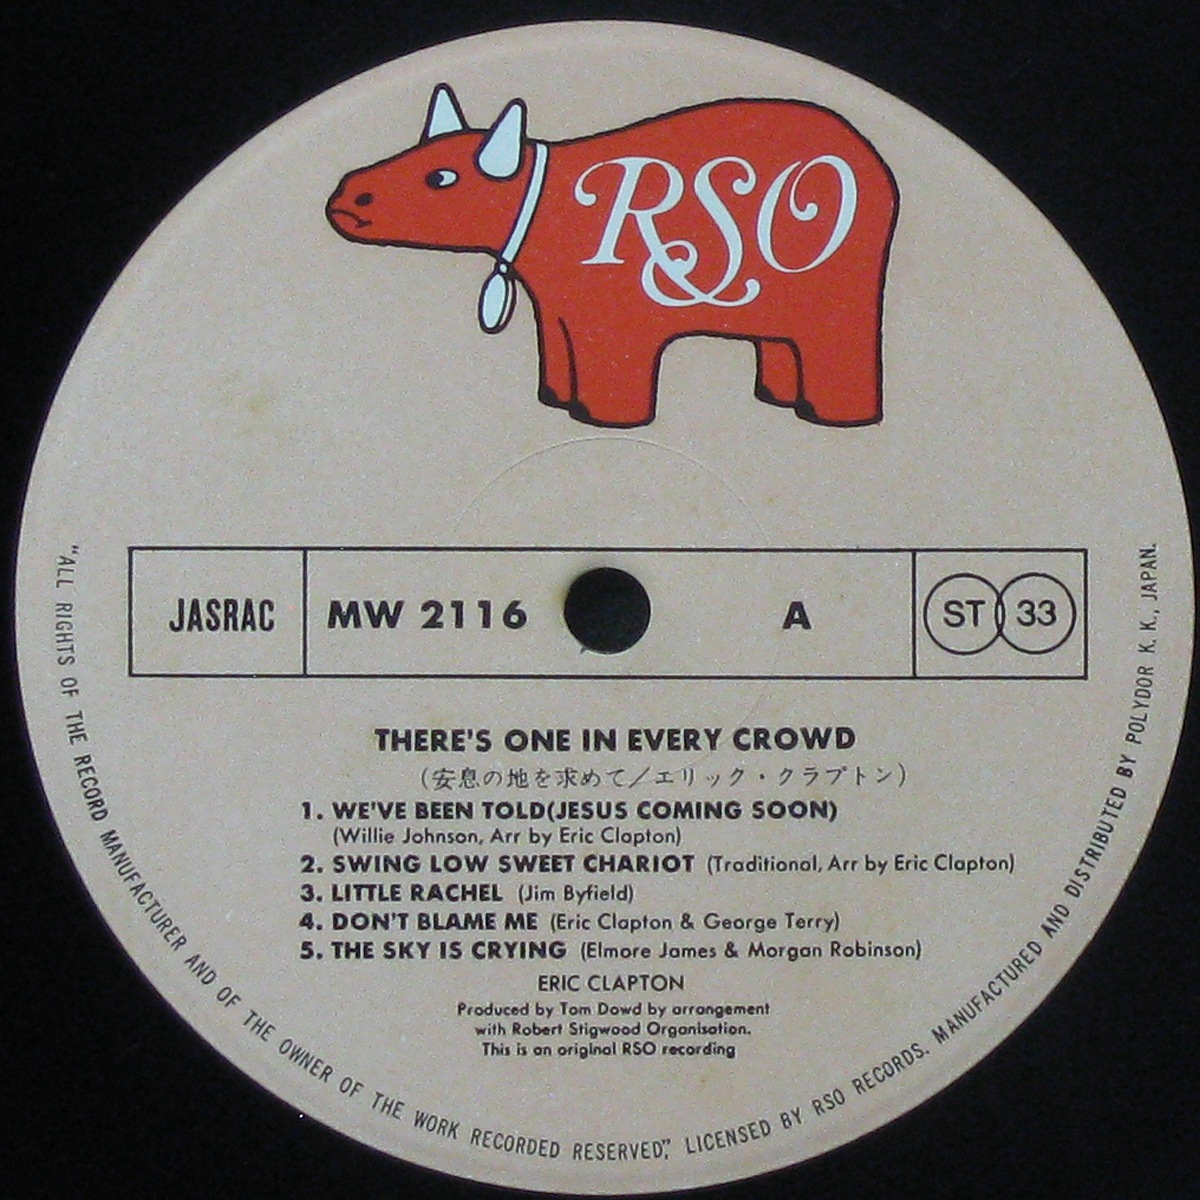 RSO
JASRAC
MW 2116
A
ST 33
THERE'S ONE IN EVERY CROWD
(安息の地を求めて/エリック・クラプトン)
1. WE'VE BEEN TOLD(JESUS COMING SOON)
(Willie Johnson, Arr by Eric Clapton)
2. SWING LOW SWEET CHARIOT (Traditional, Arr by Eric Clapton)
3. LITTLE RACHEL (Jim Byfield)
4. DON'T BLAME ME (Eric Clapton & George Terry)
5. THE SKY IS CRYING (Elmore James & Morgan Robinson)
ERIC CLAPTON
Produced by Tom Dowd by arrangement
with Robert Stigwood Organisation.
This is an original RSO recording
"ALL RIGHTS OF THE RECORD MANUFACTURER AND OF THE OWNER OF THE WORK RECORDED RESERVED", LICENSED BY RSO RECORDS. MANUFACTURED AND DISTRIBUTED BY POLYDOR K.K., JAPAN.